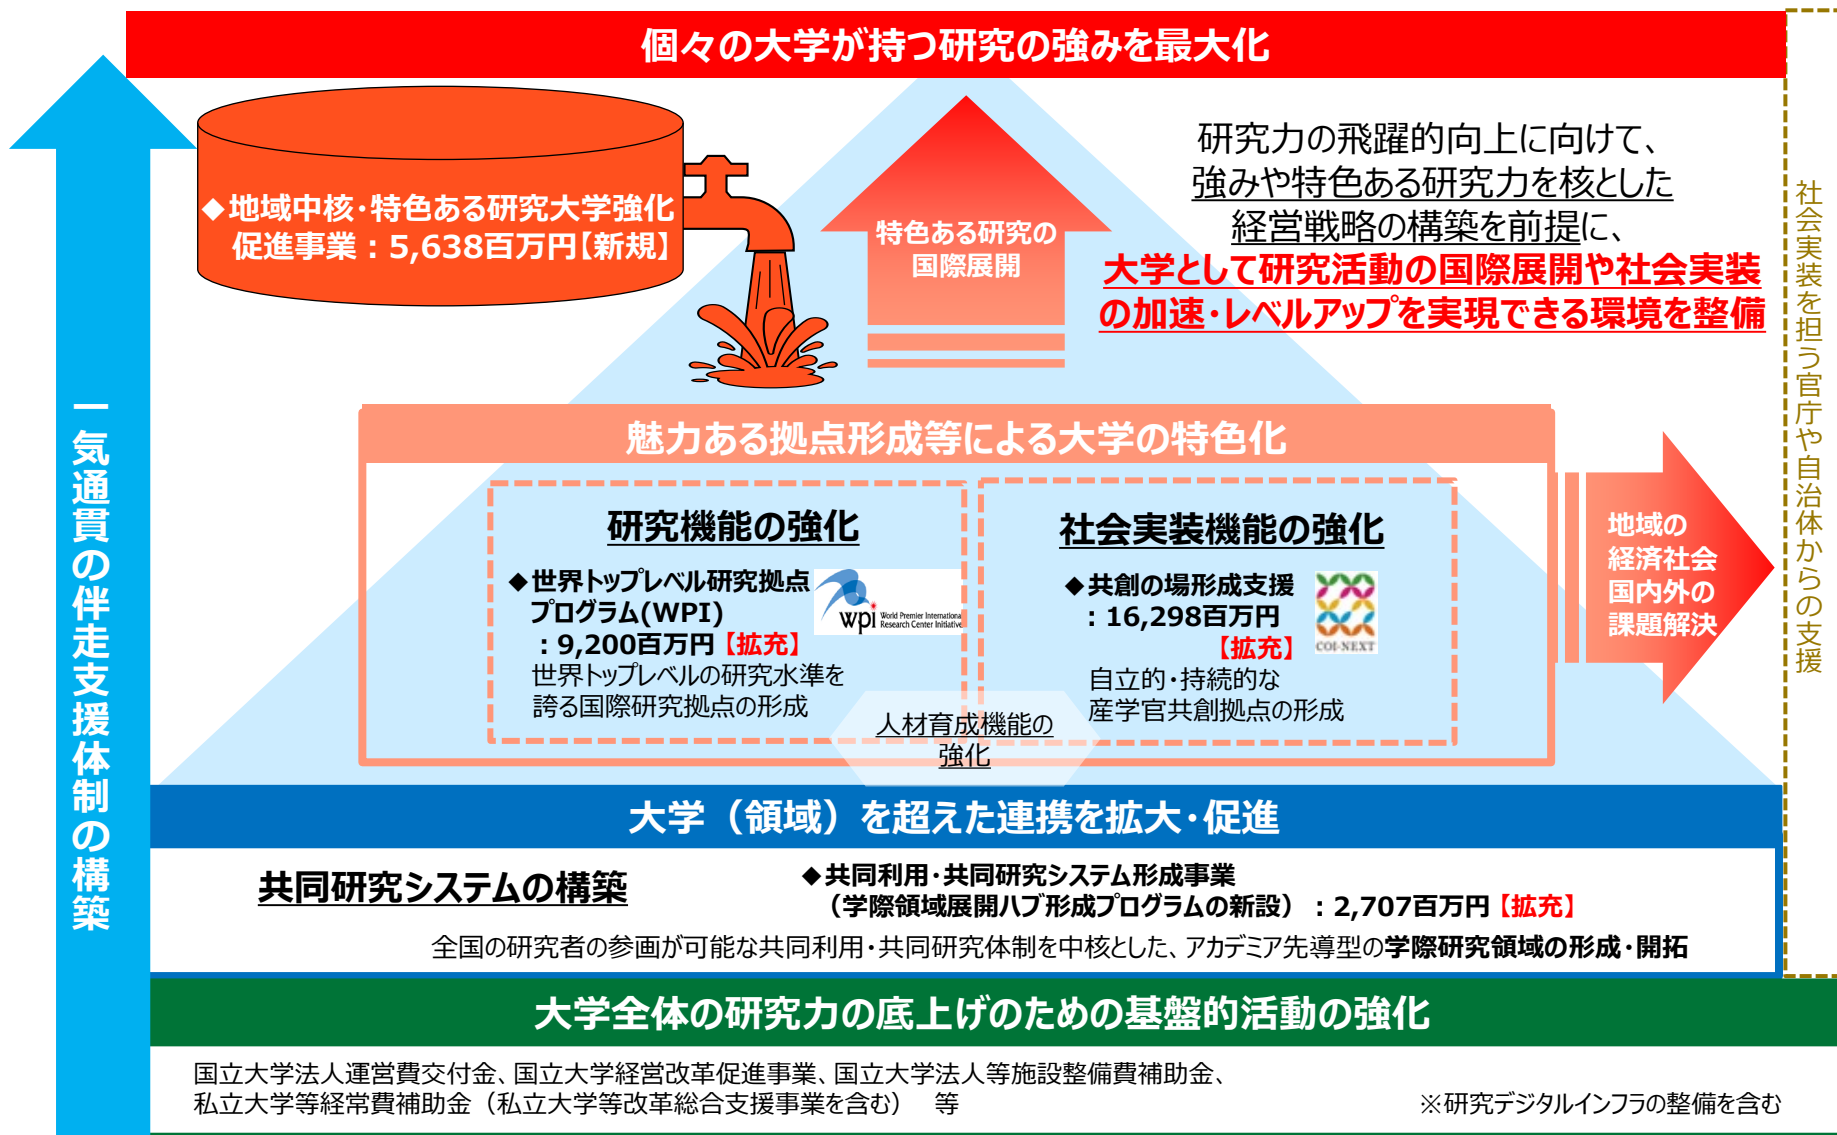 個々の大学が持つ研究の強みを最大化
◆地域中核・特色ある研究大学強化
促進事業：5,638百万円【新規】
特色ある研究の
国際展開
研究力の飛躍的向上に向けて、
強みや特色ある研究力を核とした
経営戦略の構築を前提に、
大学として研究活動の国際展開や社会実装
の加速・レベルアップを実現できる環境を整備
社会実装を担う官庁や自治体からの支援
一気通貫の伴走支援体制の構築
魅力ある拠点形成等による大学の特色化
研究機能の強化
◆世界トップレベル研究拠点
プログラム(WPI)
：9,200百万円【拡充】
世界トップレベルの研究水準を
誇る国際研究拠点の形成
wpi World Premier International
Research Center Initiative
社会実装機能の強化
◆共創の場形成支援
：16,298百万円
【拡充】
自立的・持続的な
産学官共創拠点の形成
COI-NEXT
人材育成機能の
強化
地域の
経済社会
国内外の
課題解決
大学（領域）を超えた連携を拡大・促進
共同研究システムの構築
◆共同利用・共同研究システム形成事業
（学際領域展開ハブ形成プログラムの新設）：2,707百万円【拡充】
全国の研究者の参画が可能な共同利用・共同研究体制を中核とした、アカデミア先導型の学際研究領域の形成・開拓
大学全体の研究力の底上げのための基盤的活動の強化
国立大学法人運営費交付金、国立大学経営改革促進事業、国立大学法人等施設整備費補助金、
私立大学等経常費補助金（私立大学等改革総合支援事業を含む）　等
※研究デジタルインフラの整備を含む